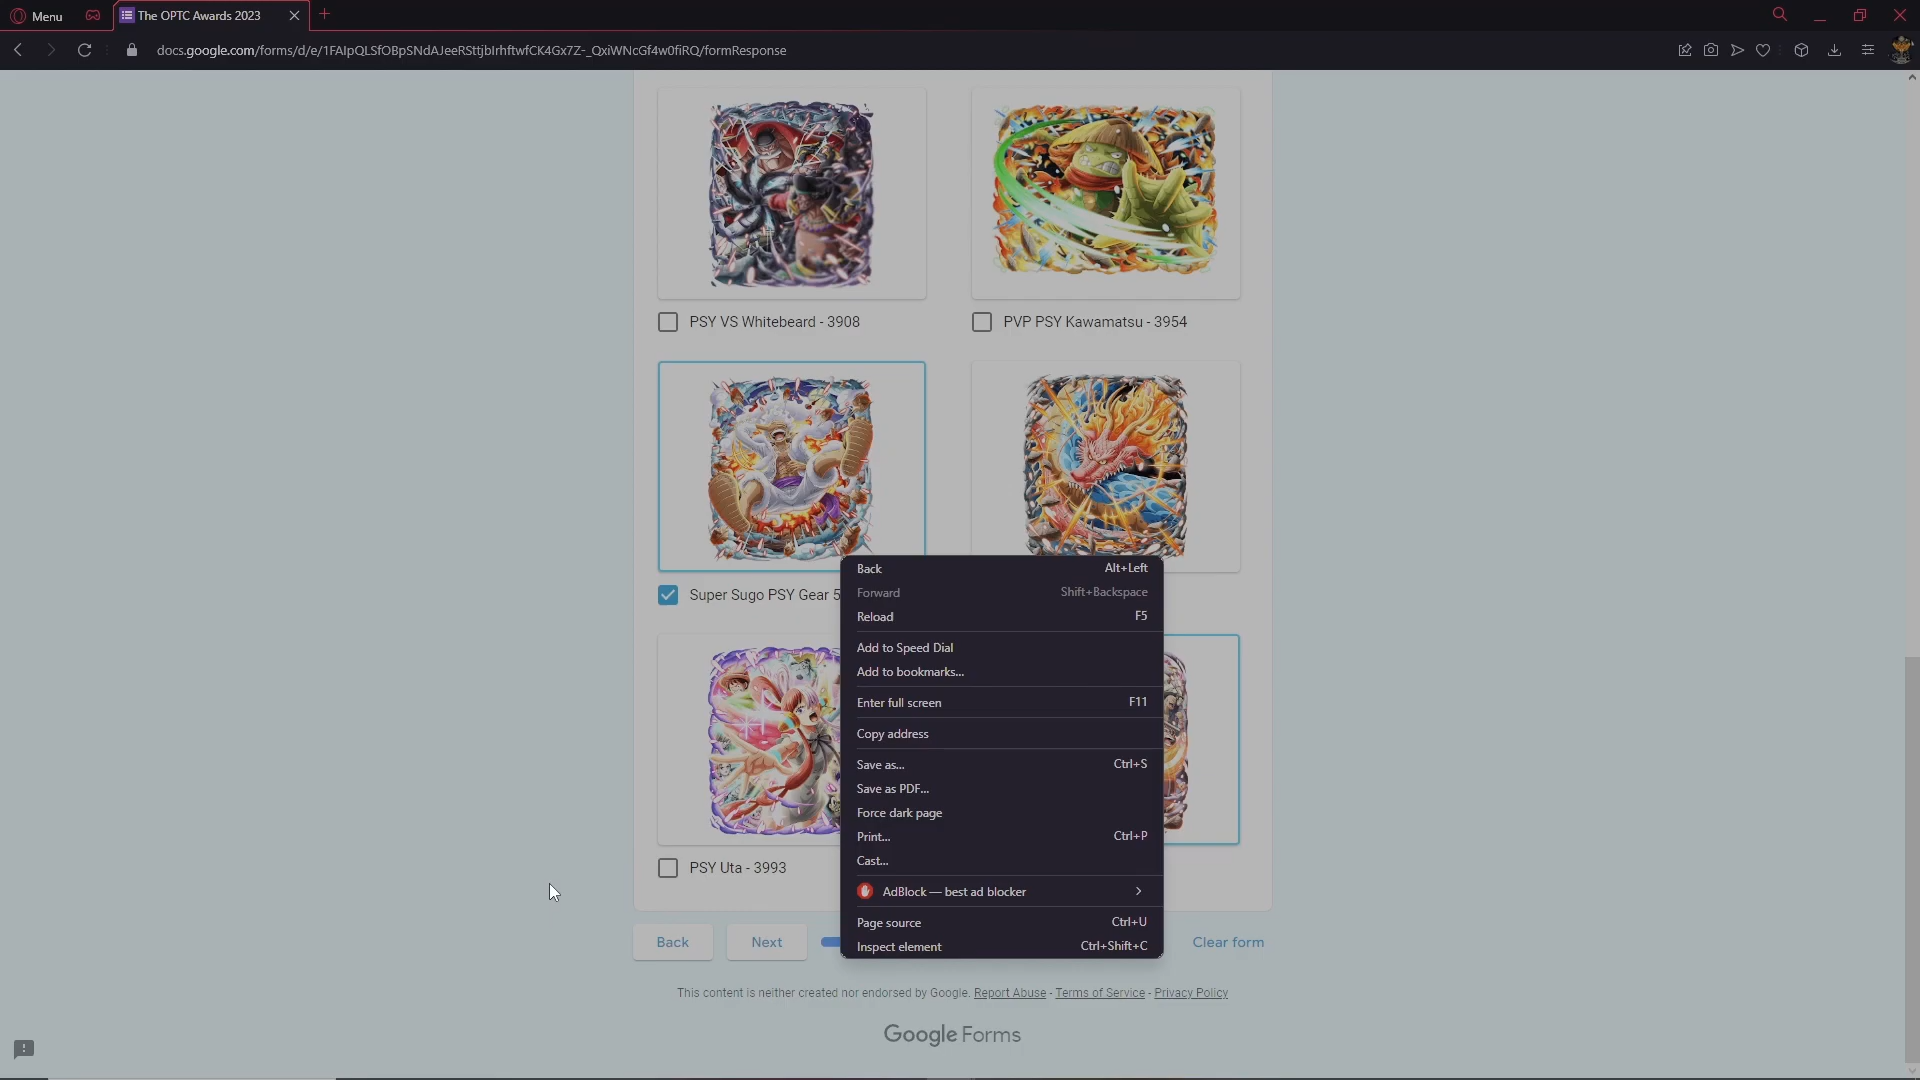 Menu
The OPTC Awards 2023
docs.google.com/forms/d/e/1FAIpQLSfOBpSNdAJeeRSttjbIrhftwfCK4Gx7Z-_QxiWNcGf4w0fiRQ/formResponse
PSY VS Whitebeard - 3908
PVP PSY Kawamatsu - 3954
Super Sugo PSY Gear 5
PSY Uta - 3993
Back Alt+Left
Forward Shift+Backspace
Reload F5
Add to Speed Dial
Add to bookmarks...
Enter full screen F11
Copy address
Save as... Ctrl+S
Save as PDF...
Force dark page
Print... Ctrl+P
Cast...
AdBlock — best ad blocker
Page source Ctrl+U
Inspect element Ctrl+Shift+C
Back
Next
Clear form
This content is neither created nor endorsed by Google. Report Abuse - Terms of Service - Privacy Policy
Google Forms